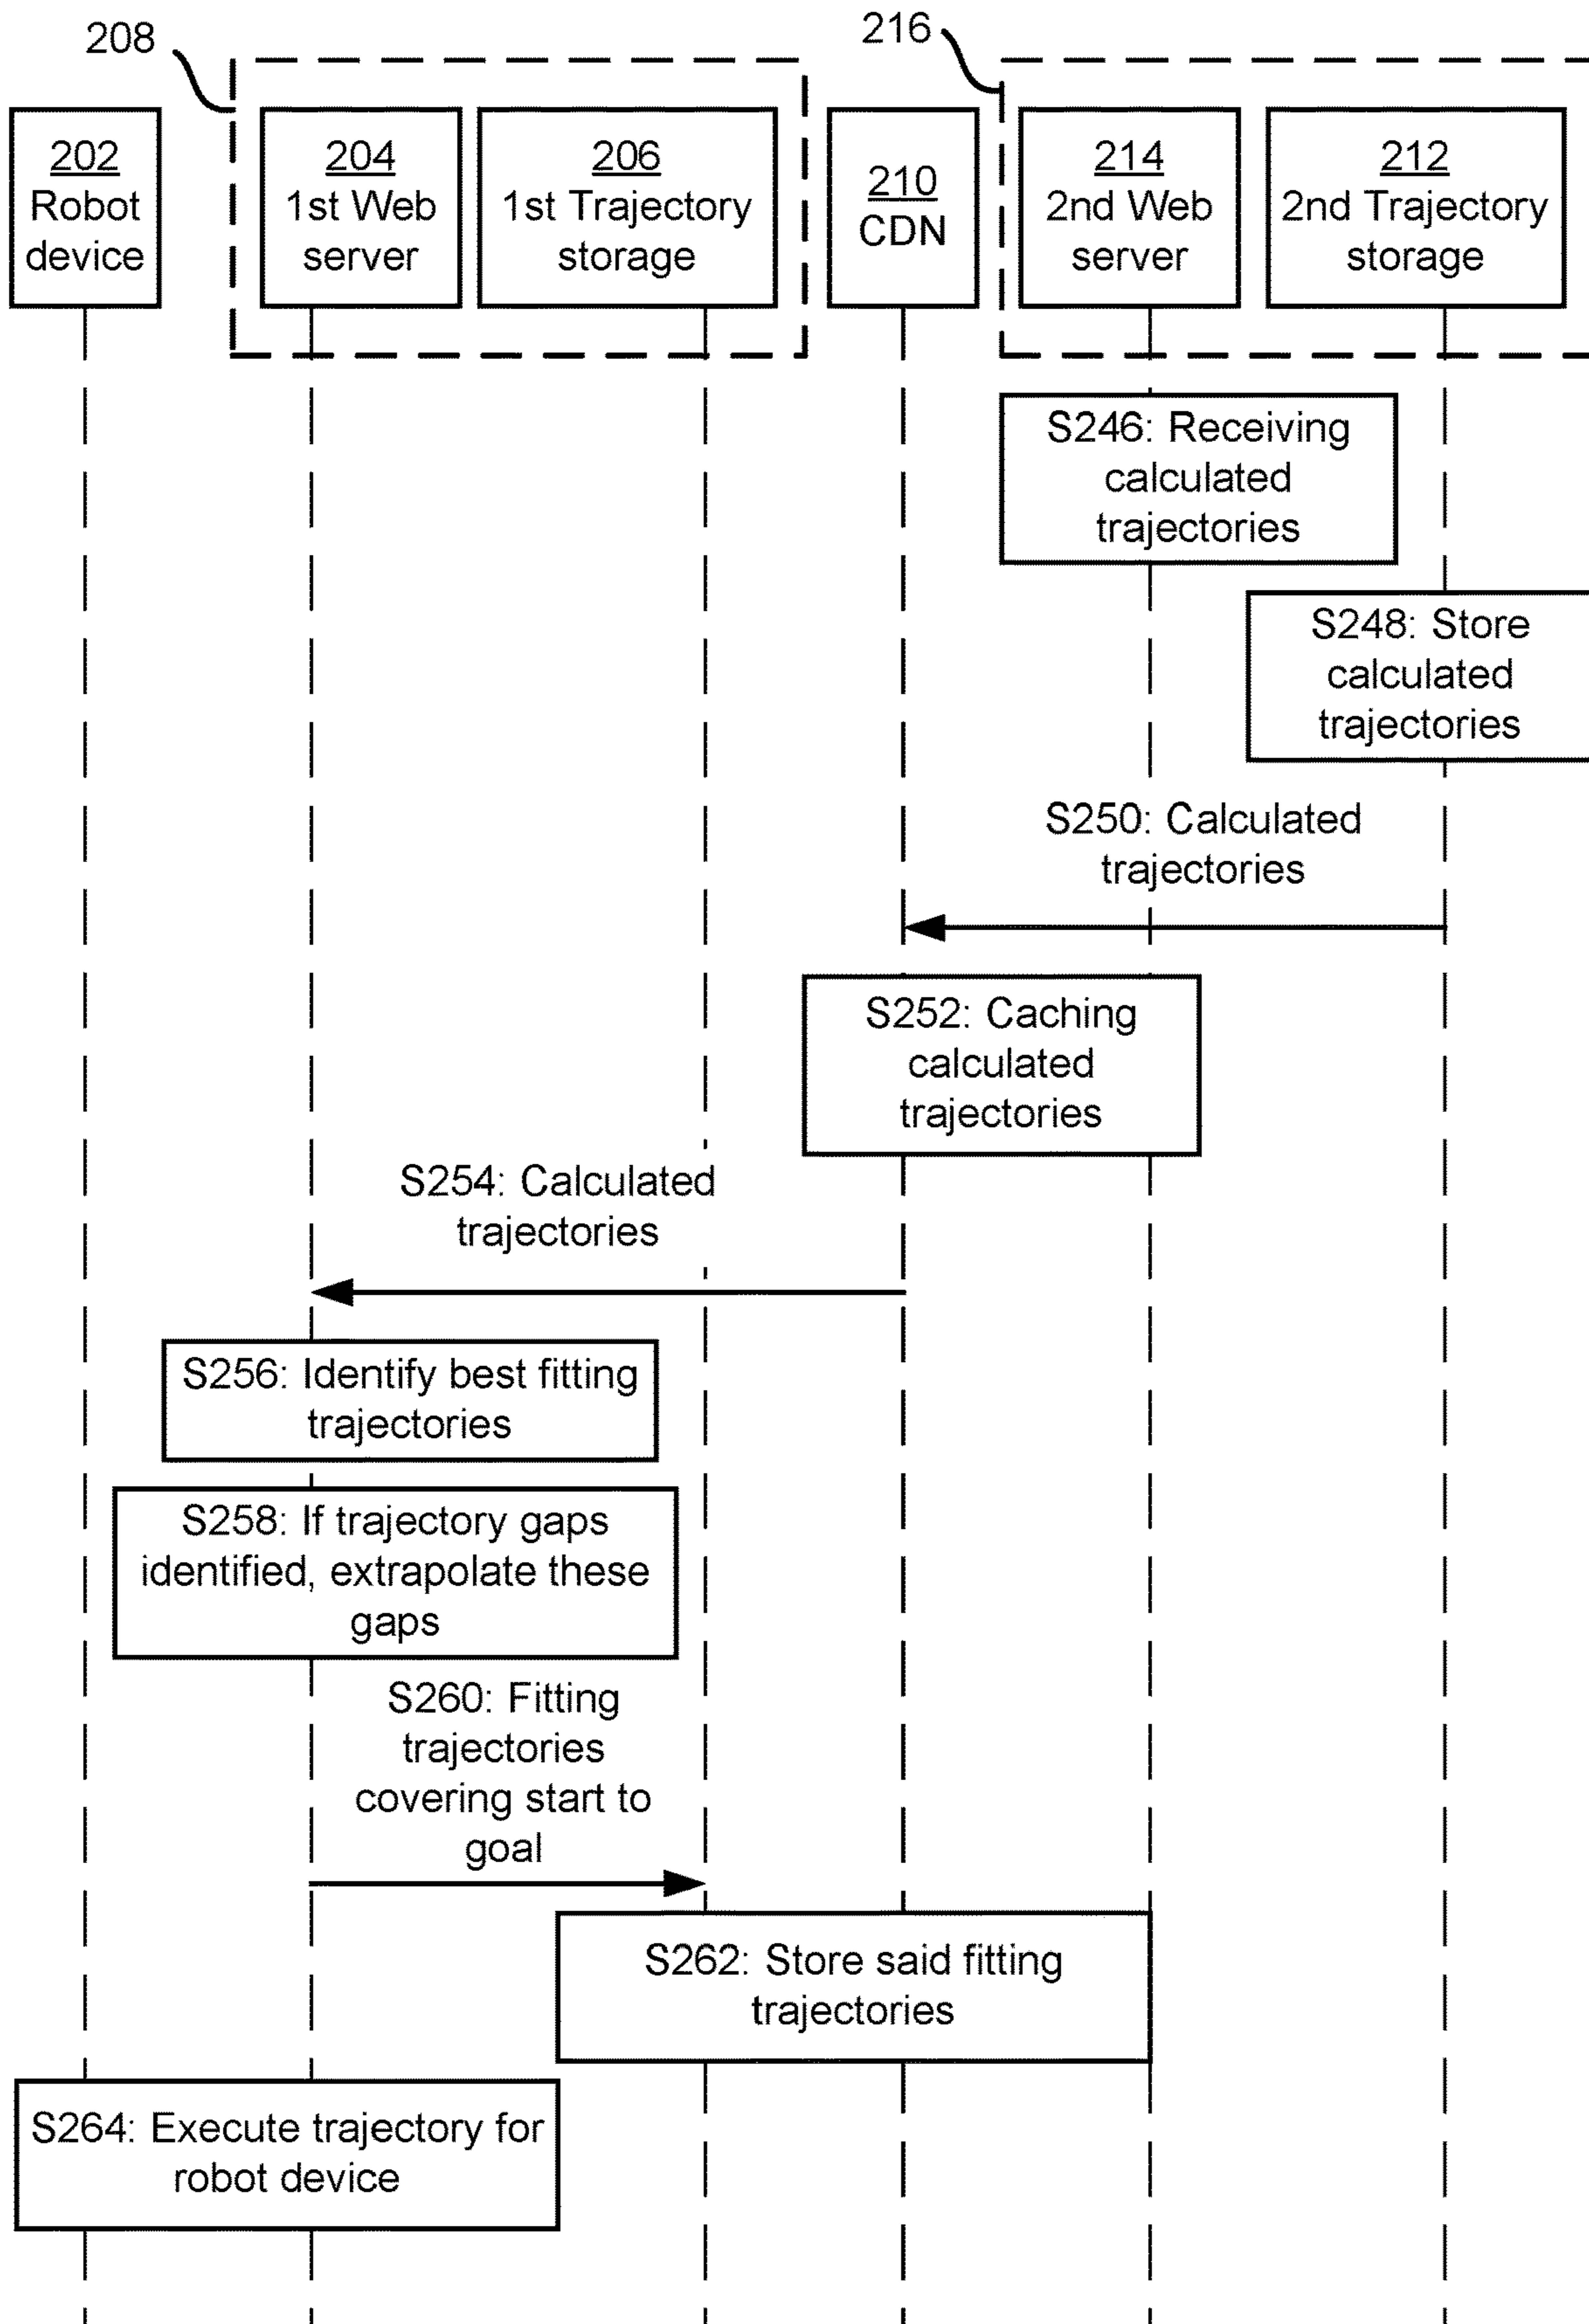 208
216
202
Robot
device
204
1st Web
server
206
1st Trajectory
storage
210
CDN
214
2nd Web
server
212
2nd Trajectory
storage
S246: Receiving
calculated
trajectories
S248: Store
calculated
trajectories
S250: Calculated
trajectories
S252: Caching
calculated
trajectories
S254: Calculated
trajectories
S256: Identify best fitting
trajectories
S258: If trajectory gaps
identified, extrapolate these
gaps
S260: Fitting
trajectories
covering start to
goal
S262: Store said fitting
trajectories
S264: Execute trajectory for
robot device